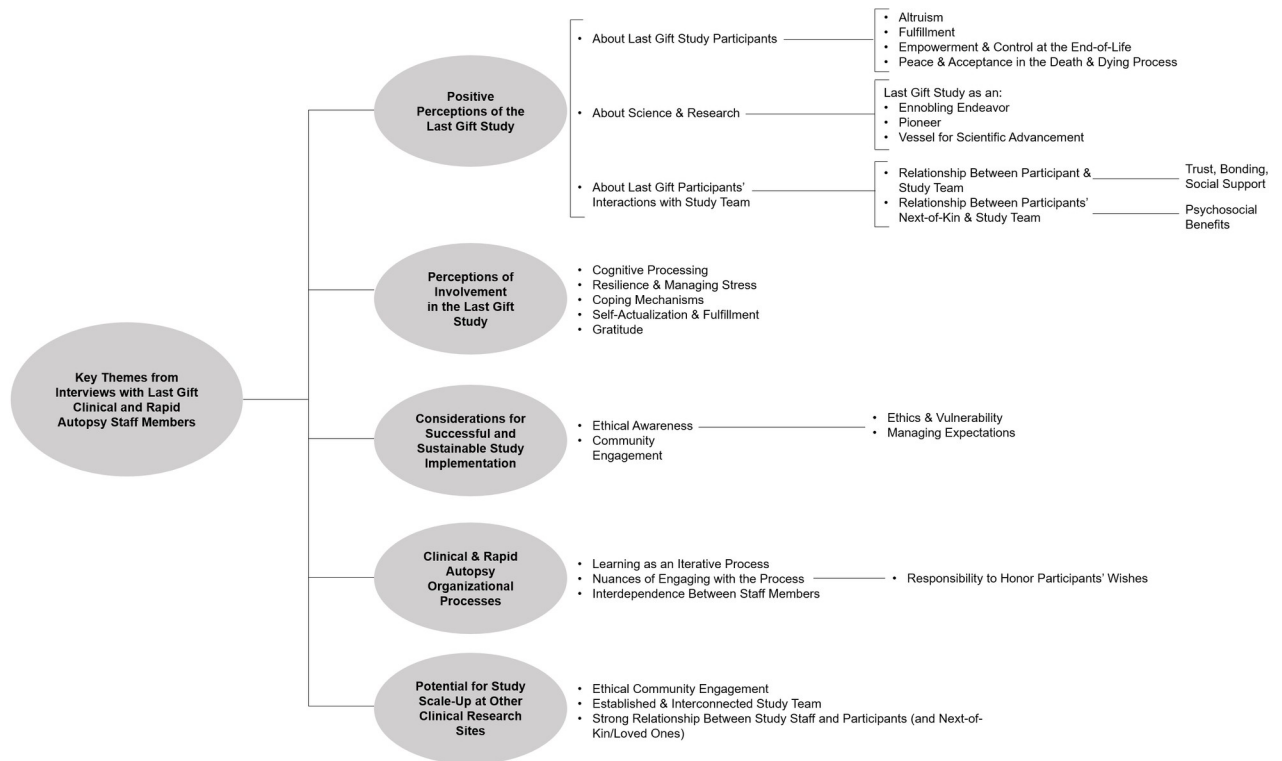 Key Themes from
Interviews with Last Gift
Clinical and Rapid
Autopsy Staff Members
Positive
Perceptions of the
Last Gift Study
• About Last Gift Study Participants
• Altruism
• Fulfillment
• Empowerment & Control at the End-of-Life
• Peace & Acceptance in the Death & Dying Process
• About Science & Research
Last Gift Study as an:
• Ennobling Endeavor
• Pioneer
• Vessel for Scientific Advancement
• About Last Gift Participants'
Interactions with Study Team
• Relationship Between Participant &
Study Team
Trust, Bonding,
Social Support
• Relationship Between Participants'
Next-of-Kin & Study Team
Psychosocial
Benefits
Perceptions of
Involvement
in the Last Gift
Study
• Cognitive Processing
• Resilience & Managing Stress
• Coping Mechanisms
• Self-Actualization & Fulfillment
• Gratitude
Considerations for
Successful and
Sustainable Study
Implementation
• Ethical Awareness
• Ethics & Vulnerability
• Managing Expectations
• Community
Engagement
Clinical & Rapid
Autopsy
Organizational
Processes
• Learning as an Iterative Process
• Nuances of Engaging with the Process
• Responsibility to Honor Participants' Wishes
• Interdependence Between Staff Members
Potential for Study
Scale-Up at Other
Clinical Research
Sites
• Ethical Community Engagement
• Established & Interconnected Study Team
• Strong Relationship Between Study Staff and Participants (and Next-of-
Kin/Loved Ones)